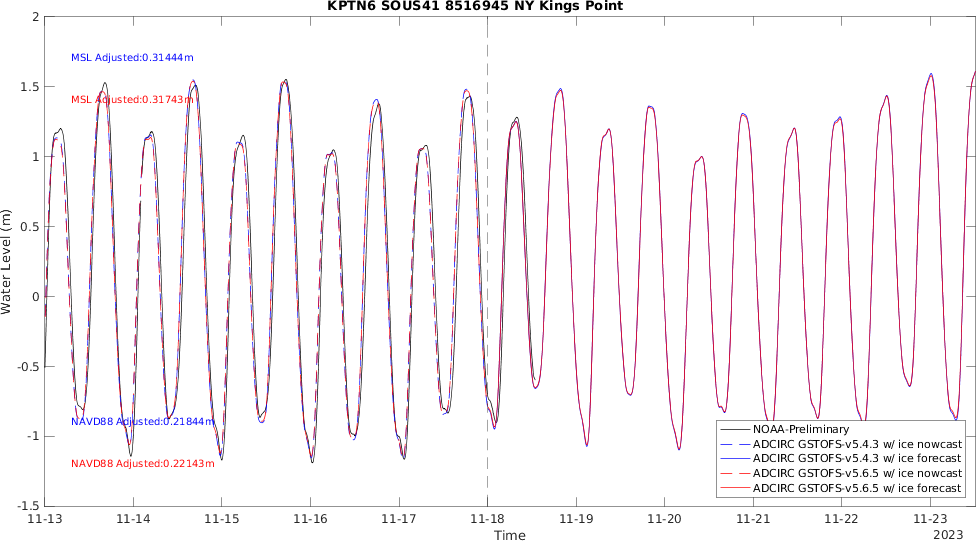 KPTN6 SOUS41 8516945 NY Kings Point
2
1.5
1
0.5
0
-0.5
-1
-1.5
Water Level (m)
MSL Adjusted:0.31444m
MSL Adjusted:0.31743m
NAVD88 Adjusted:0.21844m
NAVD88 Adjusted:0.22143m
NOAA-Preliminary
ADCIRC GSTOFS-v5.4.3 w/ ice nowcast
ADCIRC GSTOFS-v5.4.3 w/ ice forecast
ADCIRC GSTOFS-v5.6.5 w/ ice nowcast
ADCIRC GSTOFS-v5.6.5 w/ ice forecast
11-13 11-14 11-15 11-16 11-17 11-18 11-19 11-20 11-21 11-22 11-23
Time
2023